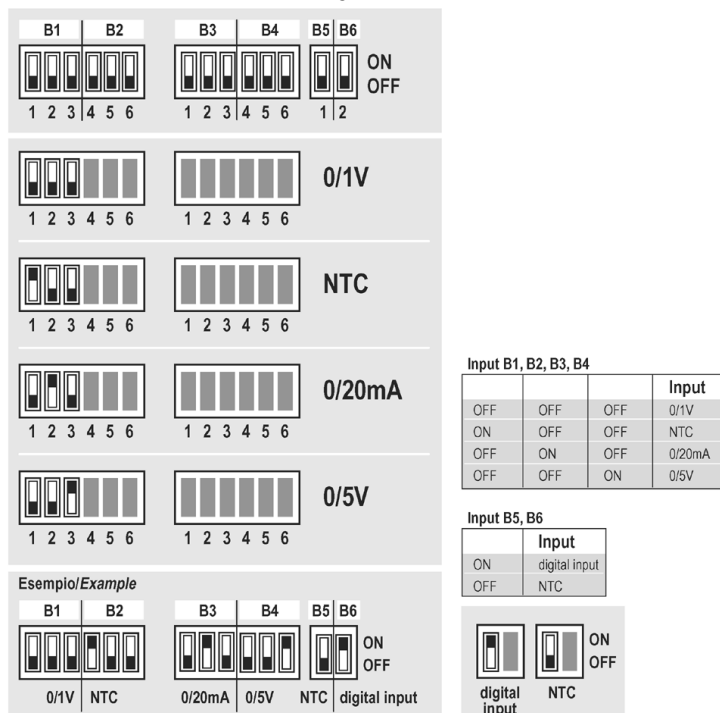 B1 B2 B3 B4 B5 B6
ON
OFF
1 2 3 4 5 6 1 2 3 4 5 6 1 2
0/1V
1 2 3 4 5 6 1 2 3 4 5 6
NTC
1 2 3 4 5 6 1 2 3 4 5 6
0/20mA
1 2 3 4 5 6 1 2 3 4 5 6
0/5V
1 2 3 4 5 6 1 2 3 4 5 6
Esempio/Example
B1 B2 B3 B4 B5 B6
ON
OFF
0/1V NTC 0/20mA 0/5V NTC digital input
Input B1, B2, B3, B4
Input
OFF OFF OFF 0/1V
ON OFF OFF NTC
OFF ON OFF 0/20mA
OFF OFF ON 0/5V
Input B5, B6
Input
ON digital input
OFF NTC
ON
OFF
digital NTC
input